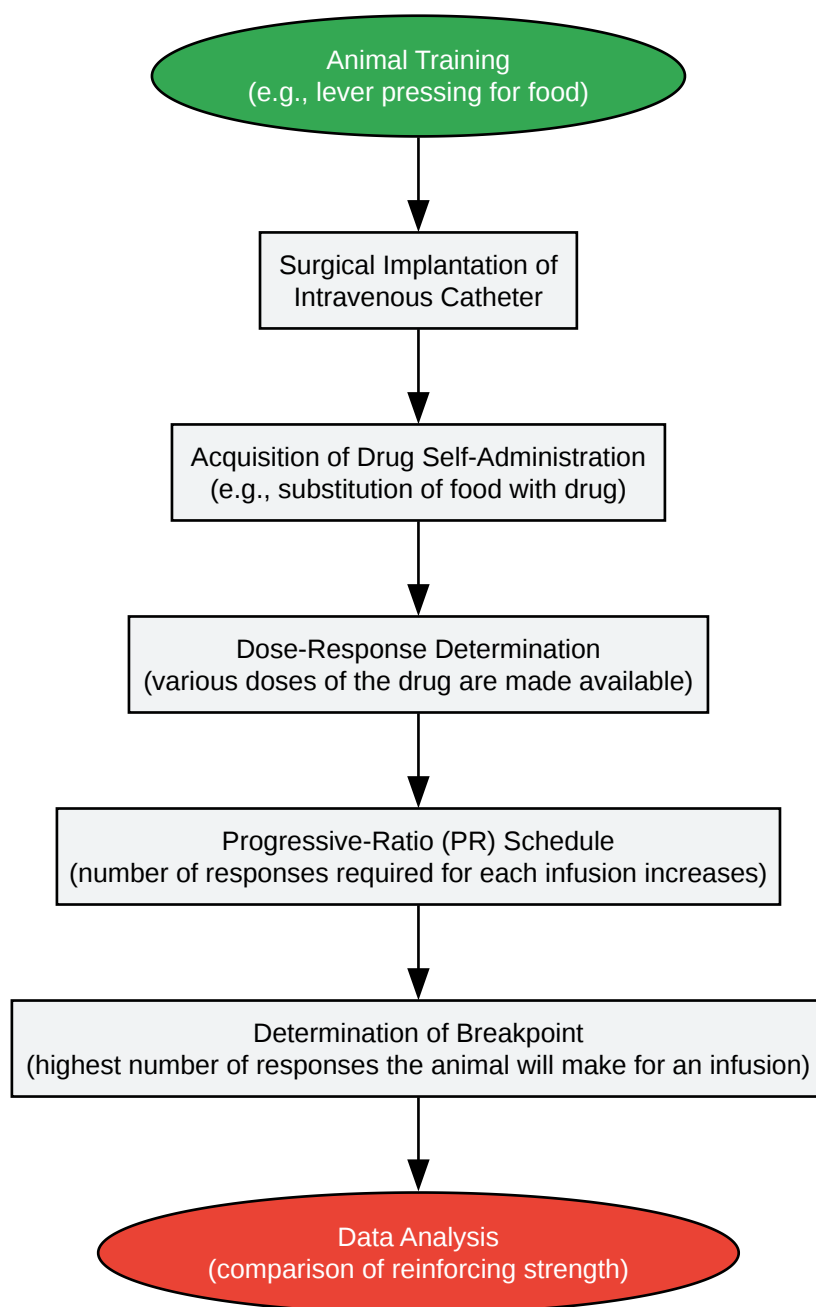 Animal Training
(e.g., lever pressing for food)
Surgical Implantation of
Intravenous Catheter
Acquisition of Drug Self-Administration
(e.g., substitution of food with drug)
Dose-Response Determination
(various doses of the drug are made available)
Progressive-Ratio (PR) Schedule
(number of responses required for each infusion increases)
Determination of Breakpoint
(highest number of responses the animal will make for an infusion)
Data Analysis
(comparison of reinforcing strength)